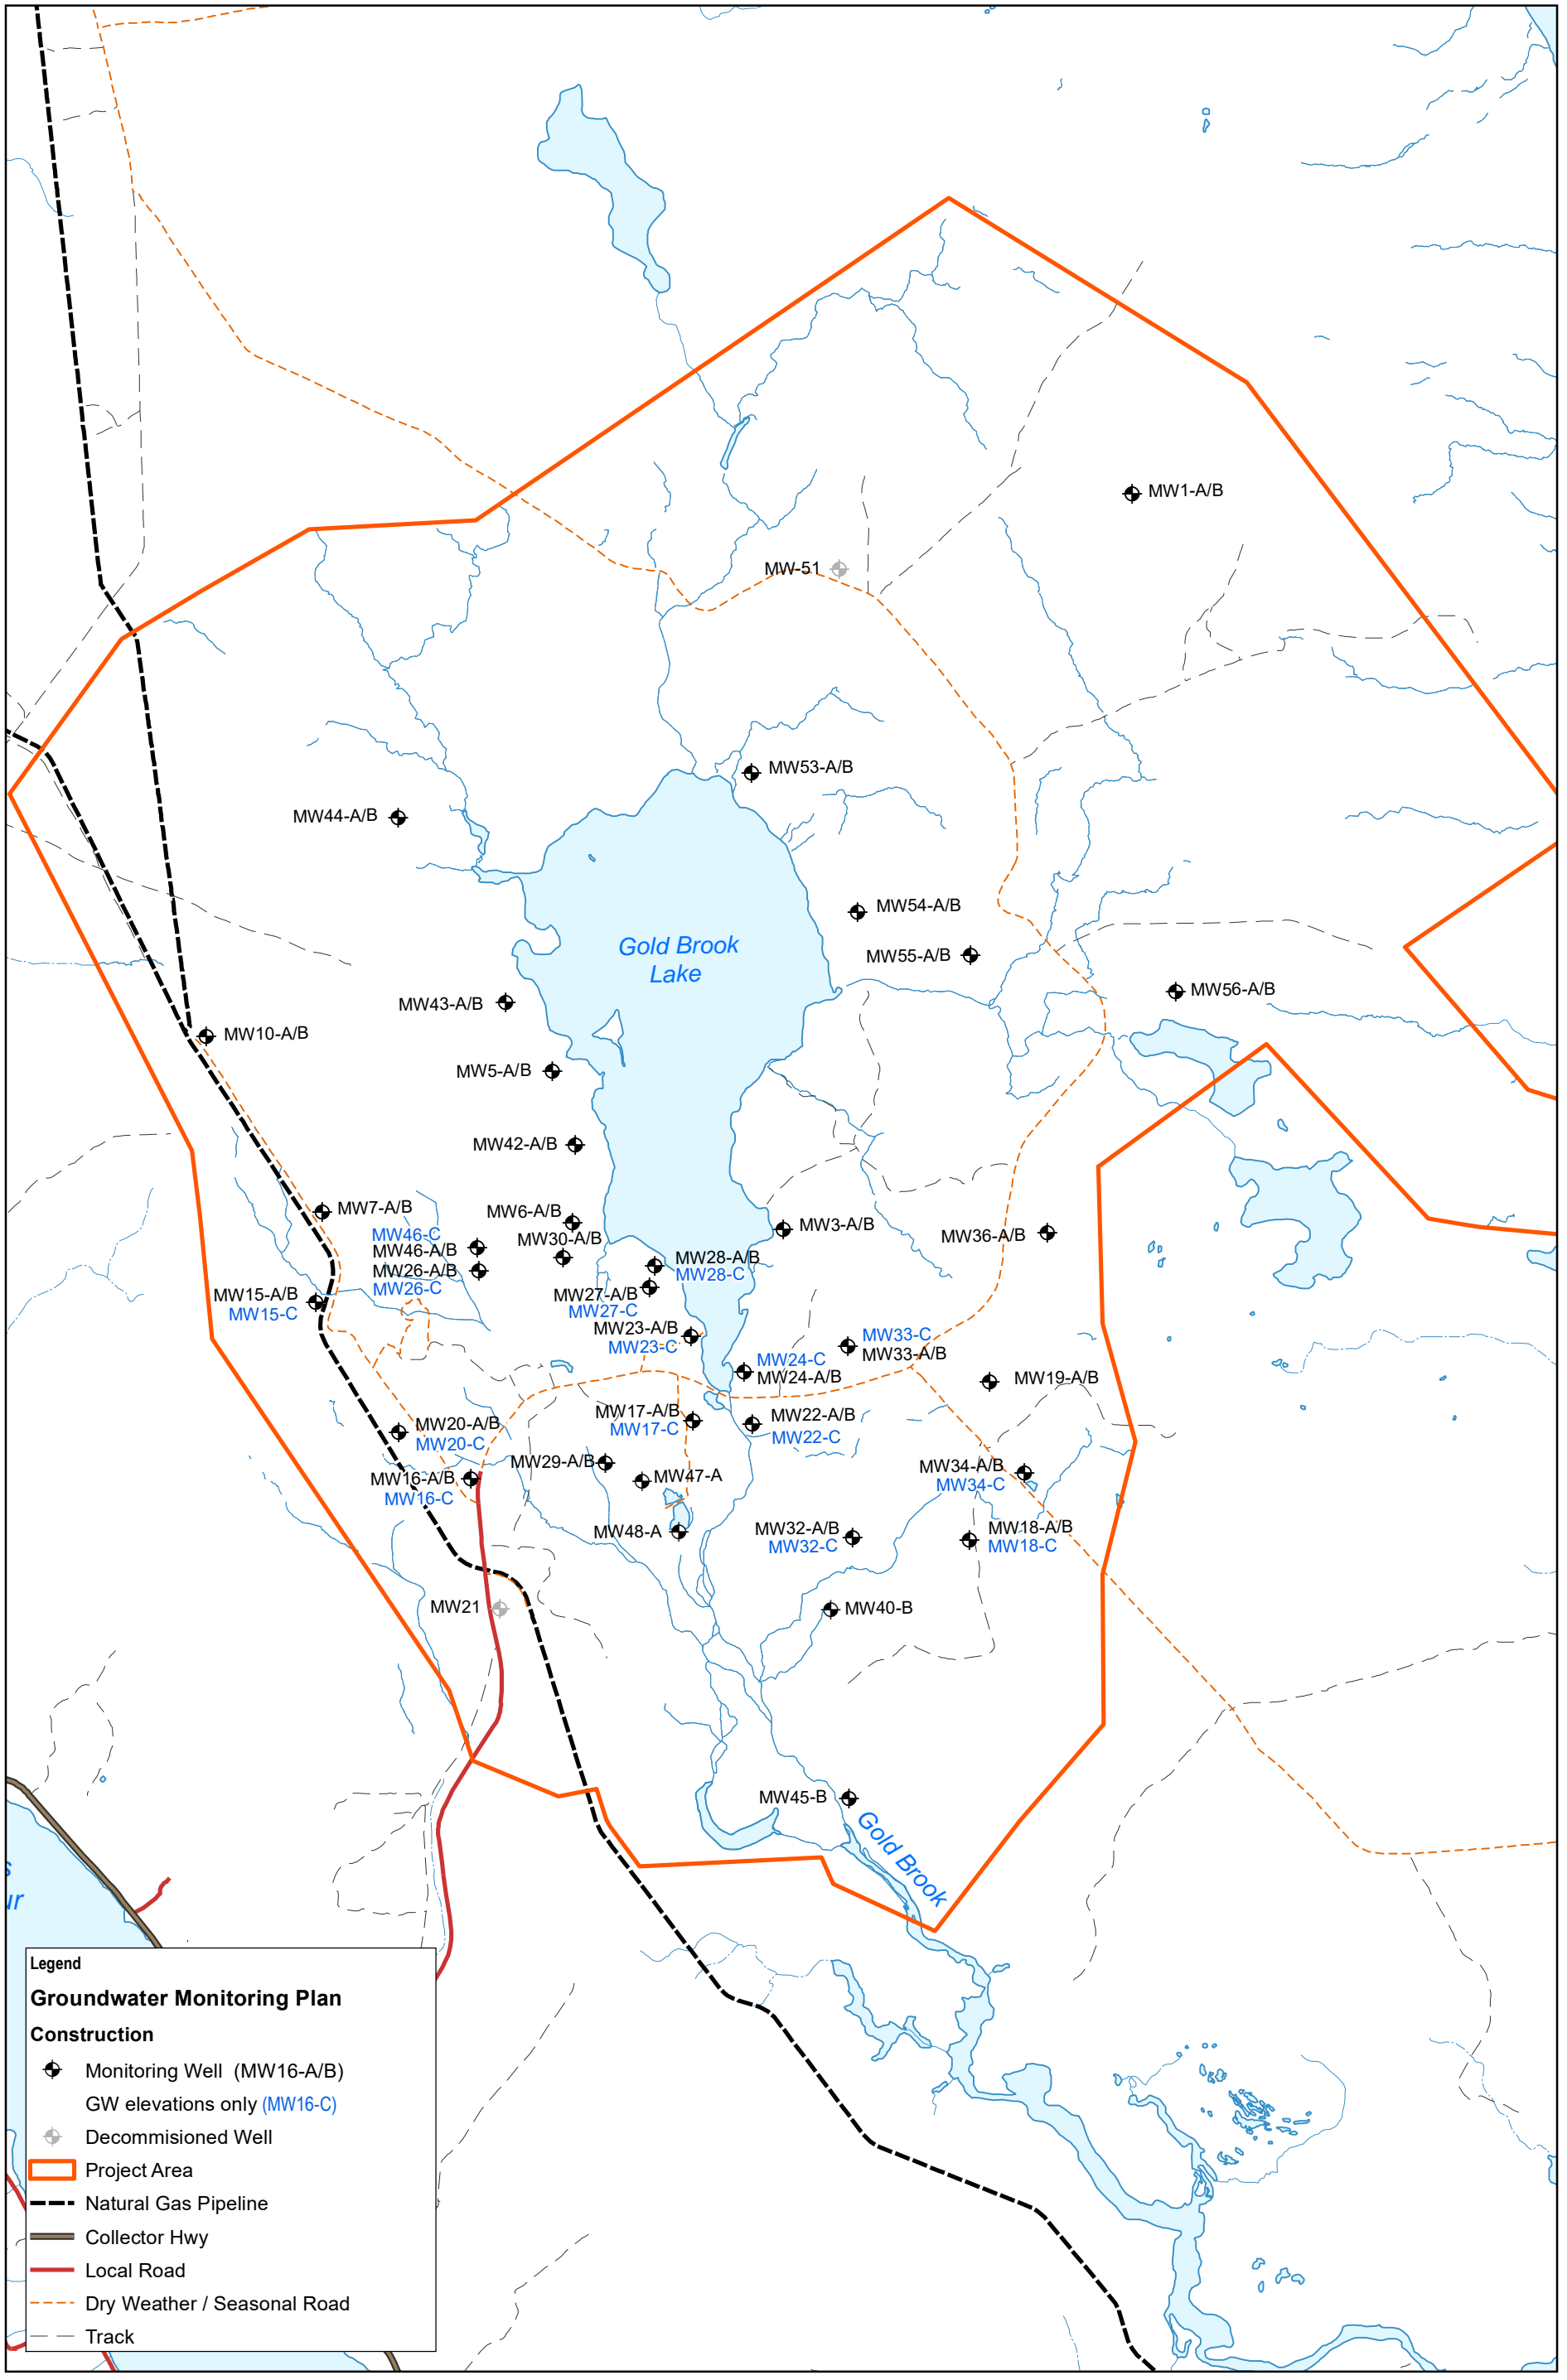 MW1-A/B
MW-51
MW53-A/B
MW44-A/B
MW54-A/B
Gold Brook
Lake
MW55-A/B
MW56-A/B
MW43-A/B
MW10-A/B
MW5-A/B
MW42-A/B
MW7-A/B
MW6-A/B
MW3-A/B
MW46-C
MW46-A/B
MW30-A/B
MW36-A/B
MW26-A/B
MW26-C
MW28-A/B
MW28-C
MW15-A/B
MW15-C
MW27-A/B
MW27-C
MW23-A/B
MW23-C
MW33-C
MW33-A/B
MW24-C
MW24-A/B
MW19-A/B
MW17-A/B
MW17-C
MW22-A/B
MW22-C
MW20-A/B
MW20-C
MW29-A/B
MW47-A
MW34-A/B
MW34-C
MW16-A/B
MW16-C
MW48-A
MW32-A/B
MW32-C
MW18-A/B
MW18-C
MW21
MW40-B
MW45-B
Gold Brook
s
ur
Legend
Groundwater Monitoring Plan
Construction
Monitoring Well (MW16-A/B)
GW elevations only (MW16-C)
Decommisioned Well
Project Area
Natural Gas Pipeline
Collector Hwy
Local Road
Dry Weather / Seasonal Road
Track